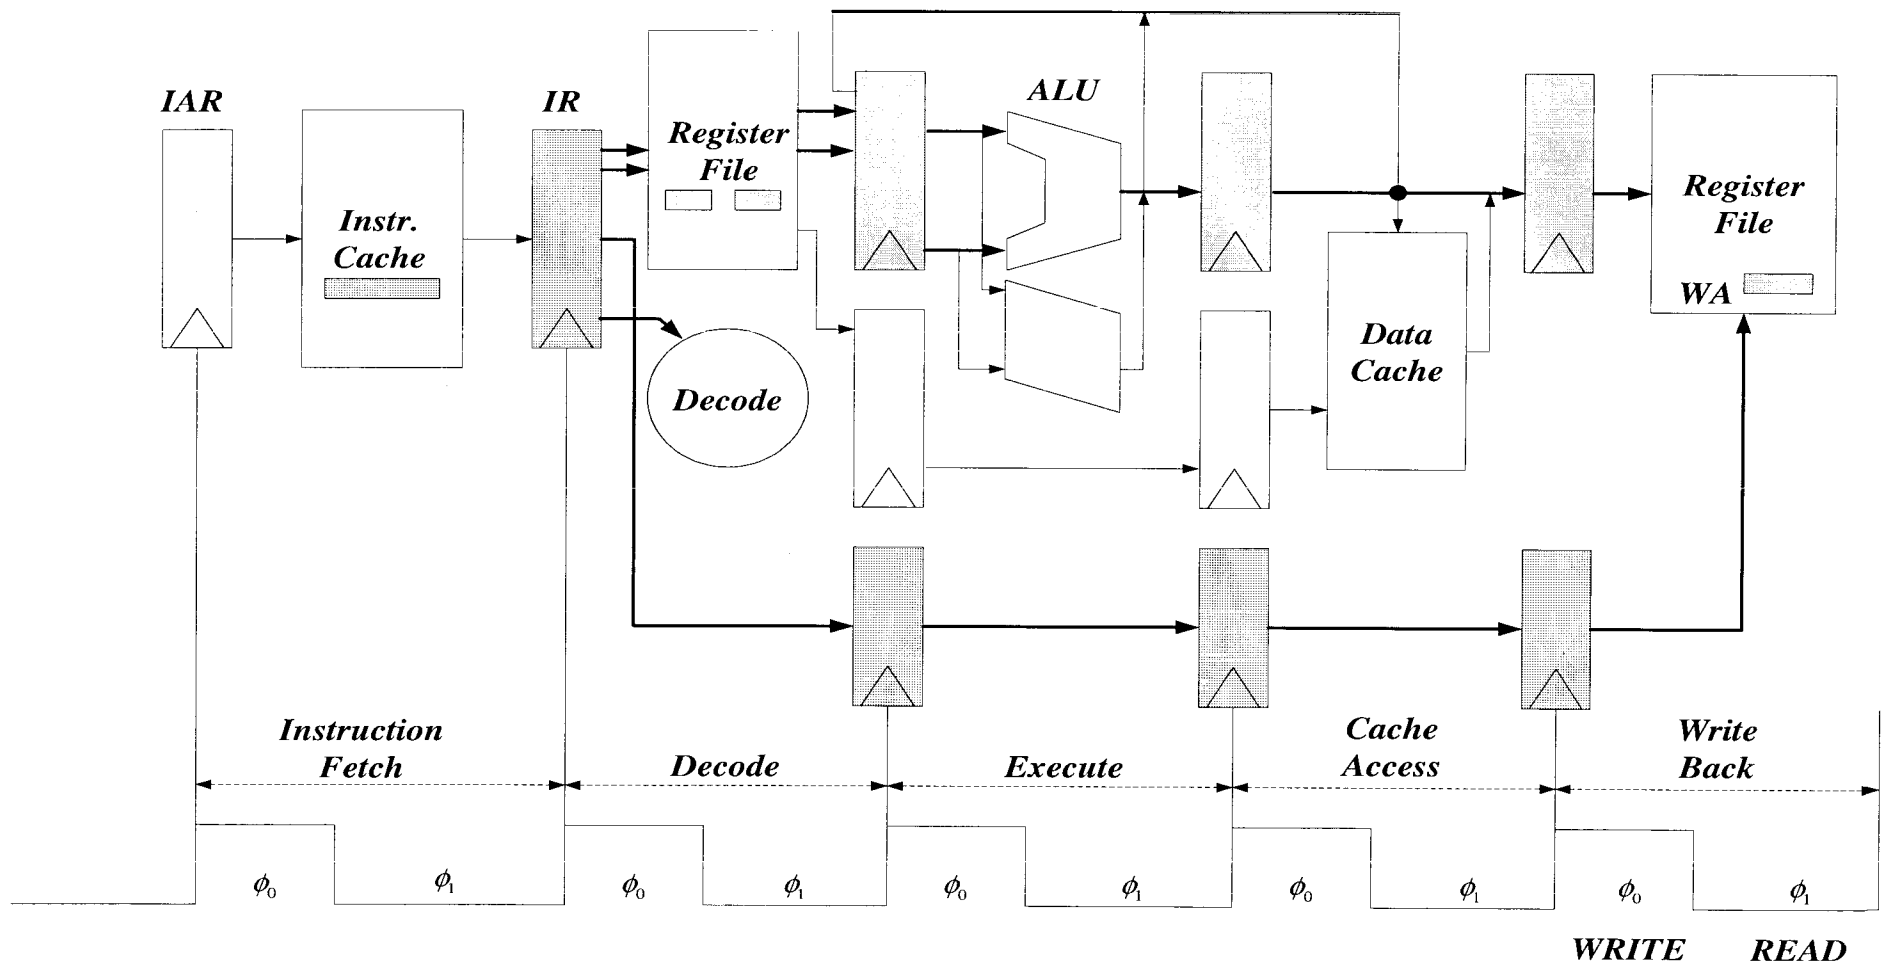 IAR
Instr.
Cache
IR
Register
File
Decode
ALU
Data
Cache
Register
File
WA
Instruction
Fetch
Decode
Execute
Cache
Access
Write
Back
ϕ₀ ϕ₁ ϕ₀ ϕ₁ ϕ₀ ϕ₁ ϕ₀ ϕ₁ ϕ₀ ϕ₁
WRITE READ